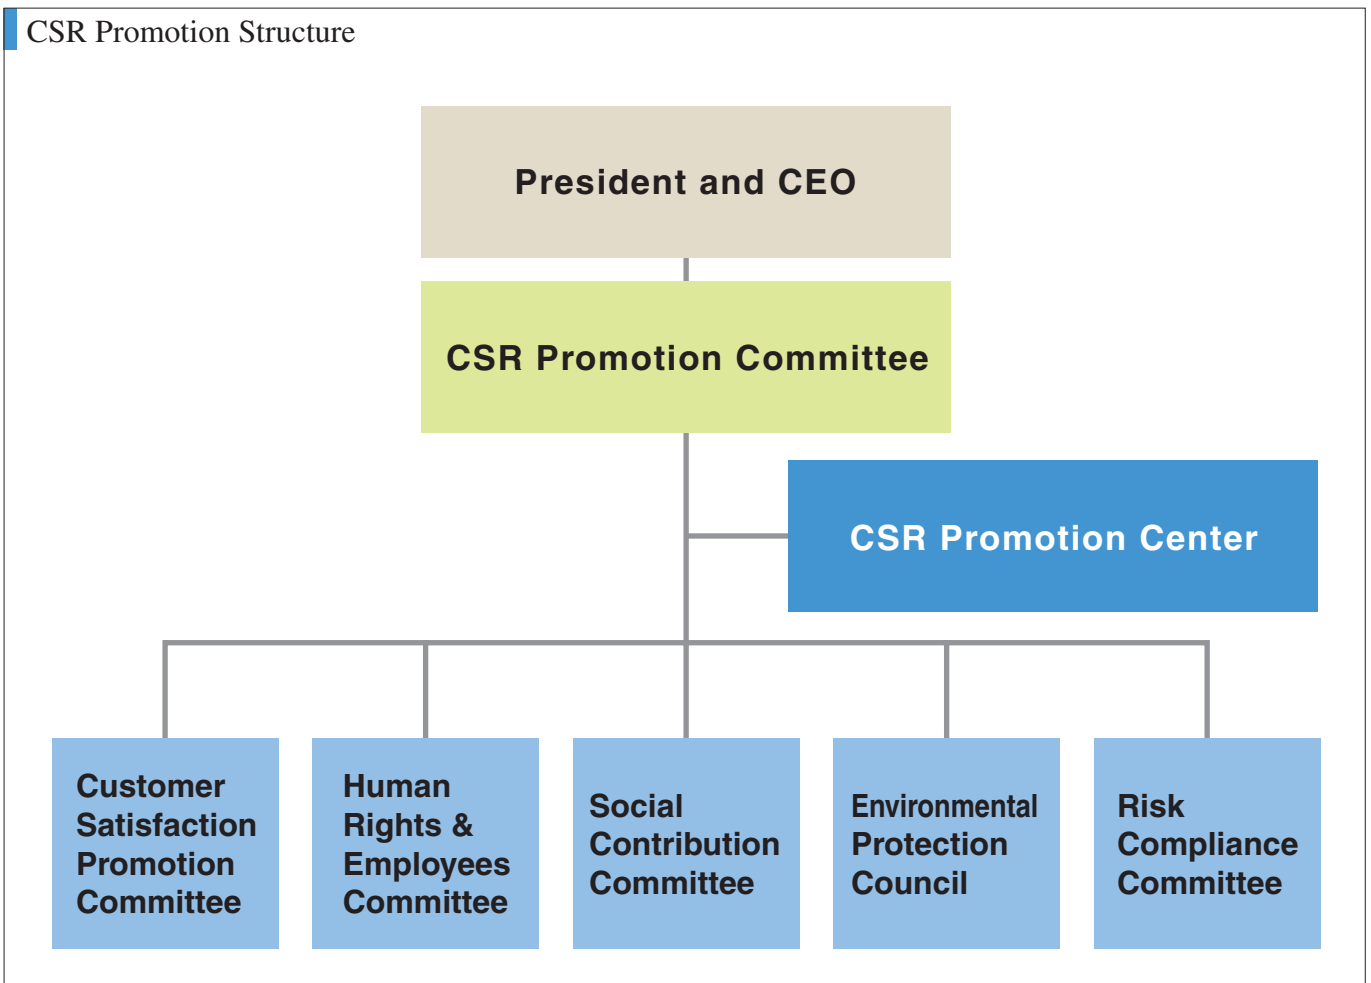 CSR Promotion Structure
President and CEO
CSR Promotion Committee
CSR Promotion Center
Customer
Satisfaction
Promotion
Committee
Human
Rights &
Employees
Committee
Social
Contribution
Committee
Environmental
Protection
Council
Risk
Compliance
Committee